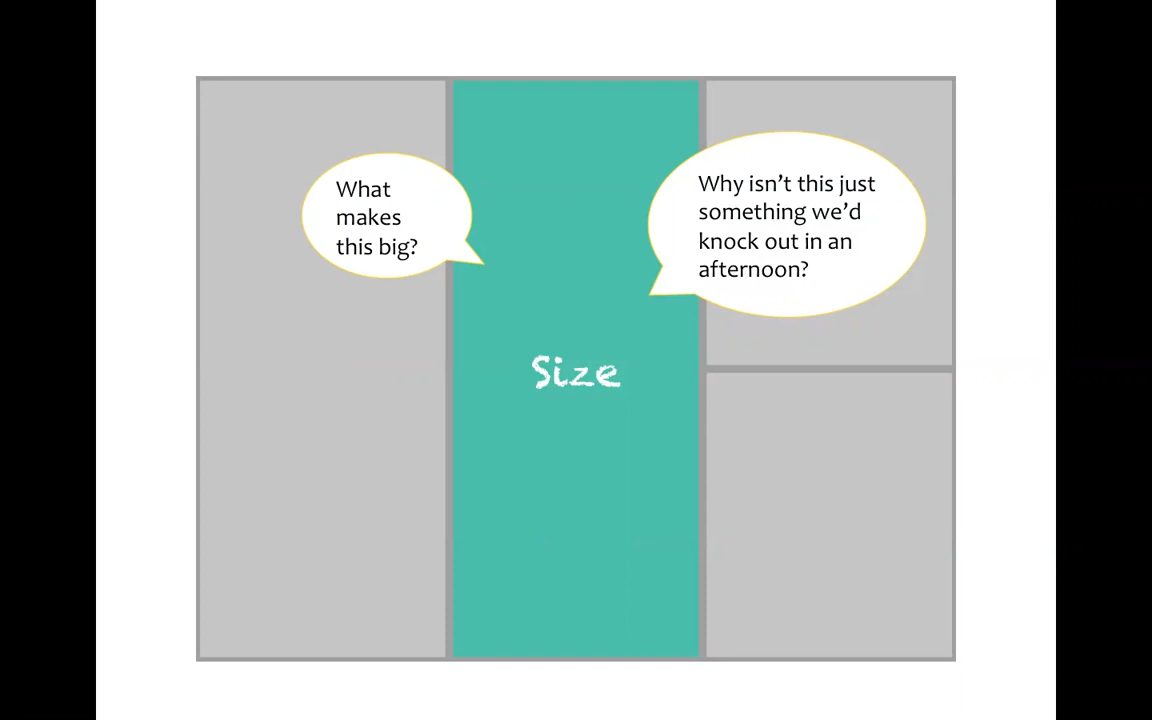 What
makes
this big?
Why isn’t this just
something we’d
knock out in an
afternoon?
Size